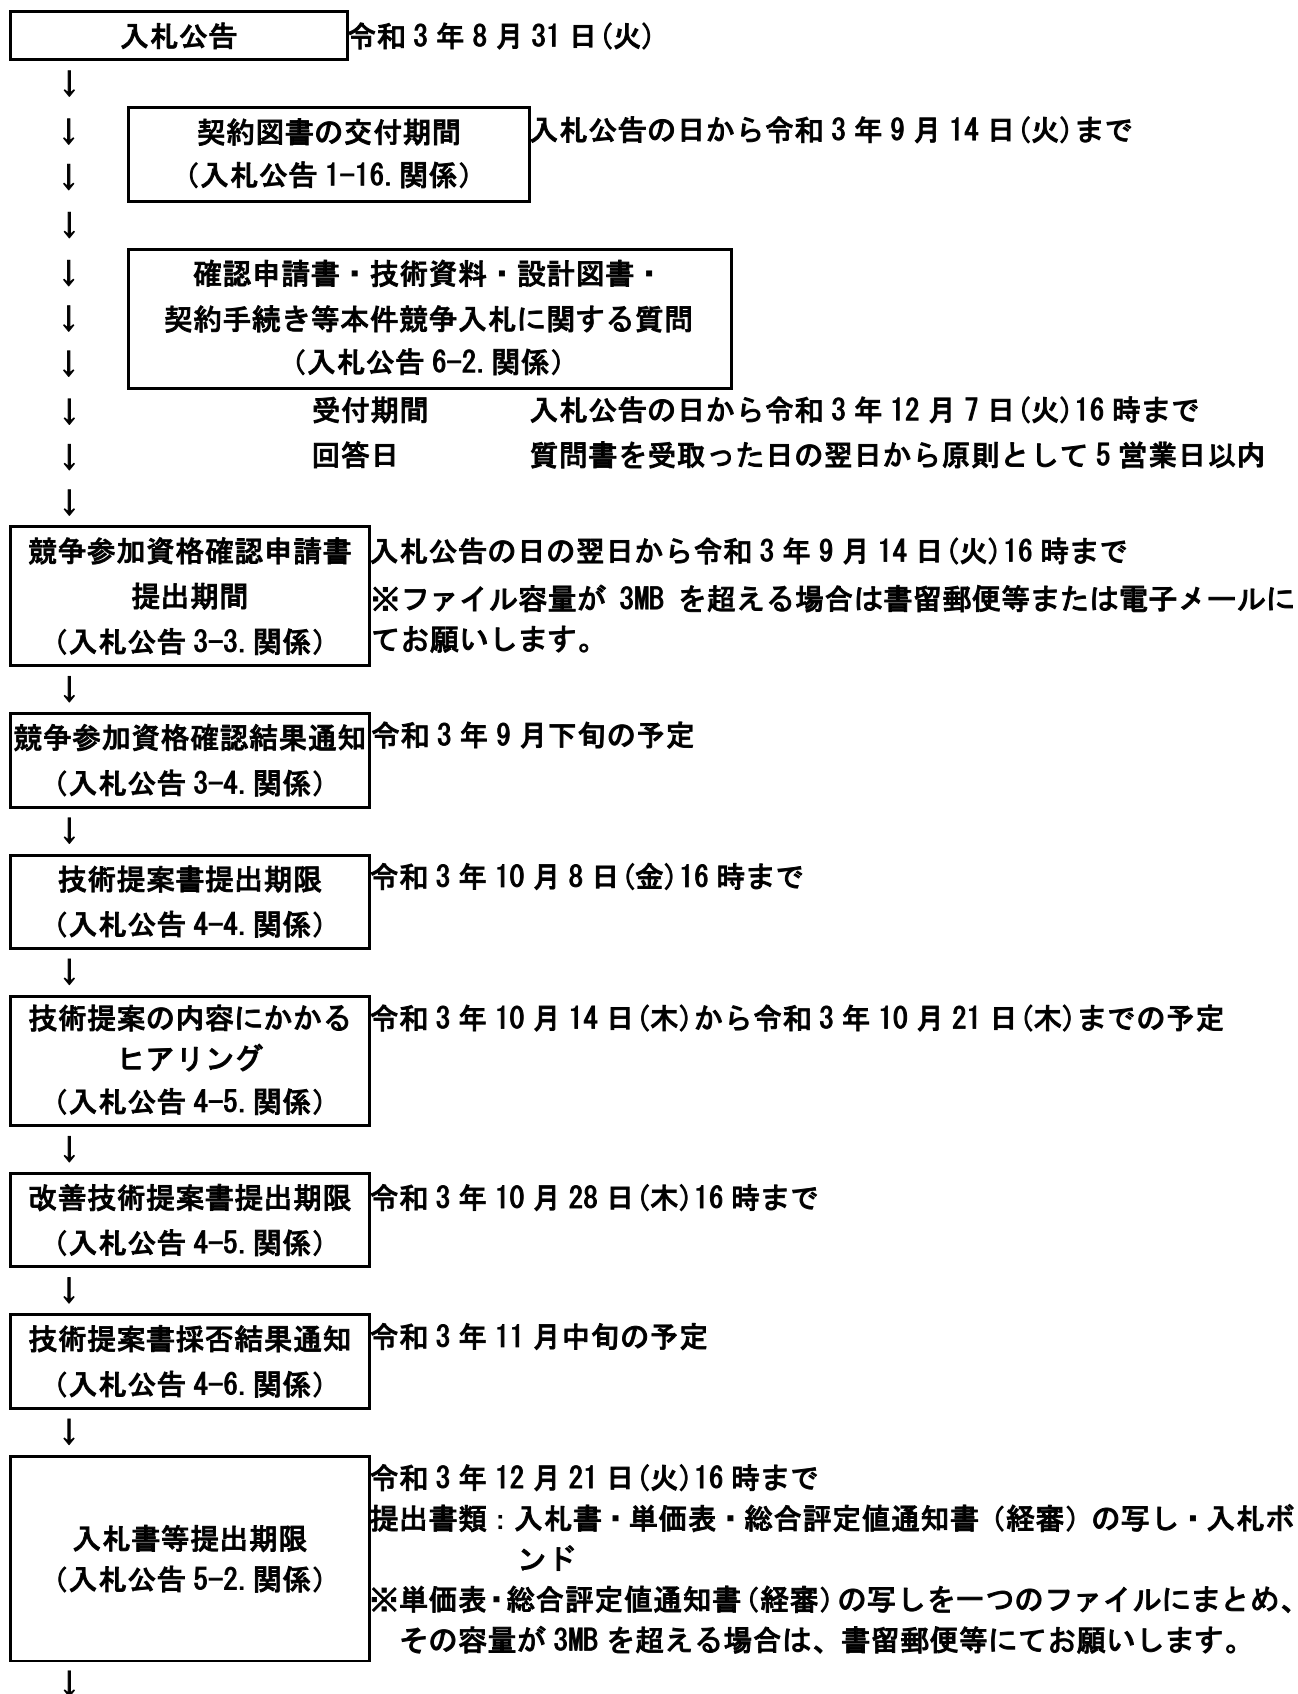 入札公告 令和3年8月31日(火)
↓
↓ 契約図書の交付期間 入札公告の日から令和3年9月14日(火)まで
↓ (入札公告1-16.関係)
↓
↓ 確認申請書・技術資料・設計図書・
↓ 契約手続き等本件競争入札に関する質問
↓ (入札公告6-2.関係)
↓ 受付期間 入札公告の日から令和3年12月7日(火)16時まで
↓ 回答日 質問書を受取った日の翌日から原則として5営業日以内
↓
競争参加資格確認申請書 入札公告の日の翌日から令和3年9月14日(火)16時まで
提出期間 ※ファイル容量が 3MB を超える場合は書留郵便等または電子メールに
(入札公告3-3.関係) てお願いします。
↓
競争参加資格確認結果通知 令和3年9月下旬の予定
(入札公告3-4.関係)
↓
技術提案書提出期限 令和3年10月8日(金)16時まで
(入札公告4-4.関係)
↓
技術提案の内容にかかる 令和3年10月14日(木)から令和3年10月21日(木)までの予定
ヒアリング
(入札公告4-5.関係)
↓
改善技術提案書提出期限 令和3年10月28日(木)16時まで
(入札公告4-5.関係)
↓
技術提案書採否結果通知 令和3年11月中旬の予定
(入札公告4-6.関係)
↓
入札書等提出期限
(入札公告5-2.関係)
令和3年12月21日(火)16時まで
提出書類:入札書・単価表・総合評定値通知書(経審)の写し・入札ボ
ンド
※単価表・総合評定値通知書(経審)の写しを一つのファイルにまとめ、
その容量が3MBを超える場合は、書留郵便等にてお願いします。
↓